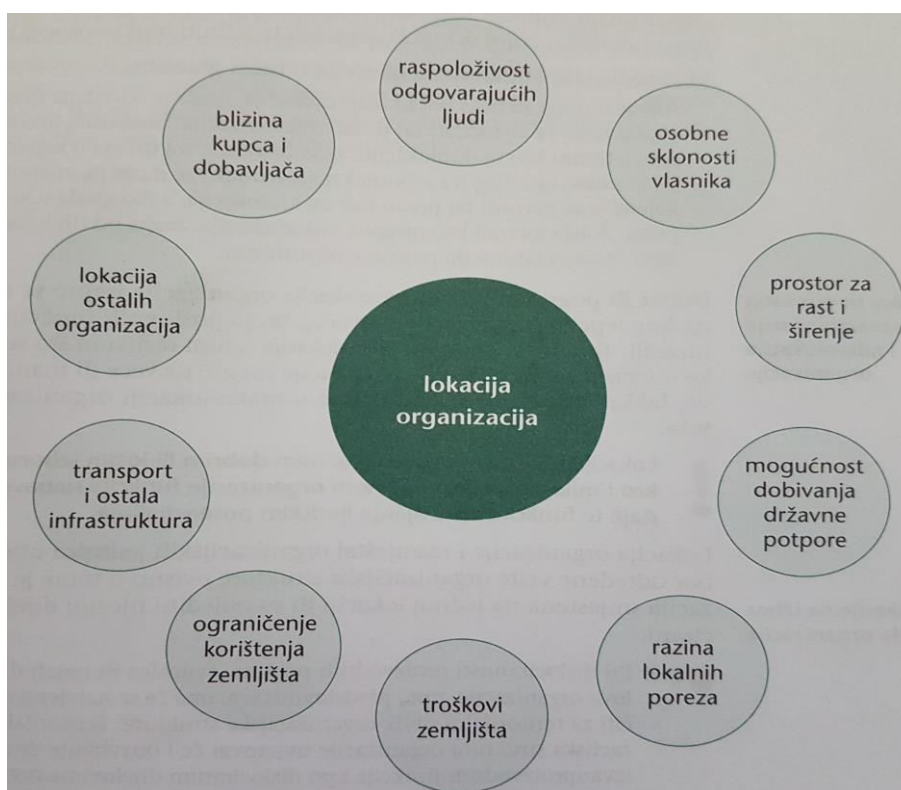 raspoloživost
odgovarajućih
ljudi
osobne
sklonosti
vlasnika
prostor za
rast i
širenje
mogućnost
dobivanja
državne
potpore
razina
lokalnih
poreza
troškovi
zemljišta
ograničenje
korištenja
zemljišta
transport
i ostala
infrastruktura
lokacija
ostalih
organizacija
blizina
kupca i
dobavljača
lokacija
organizacija